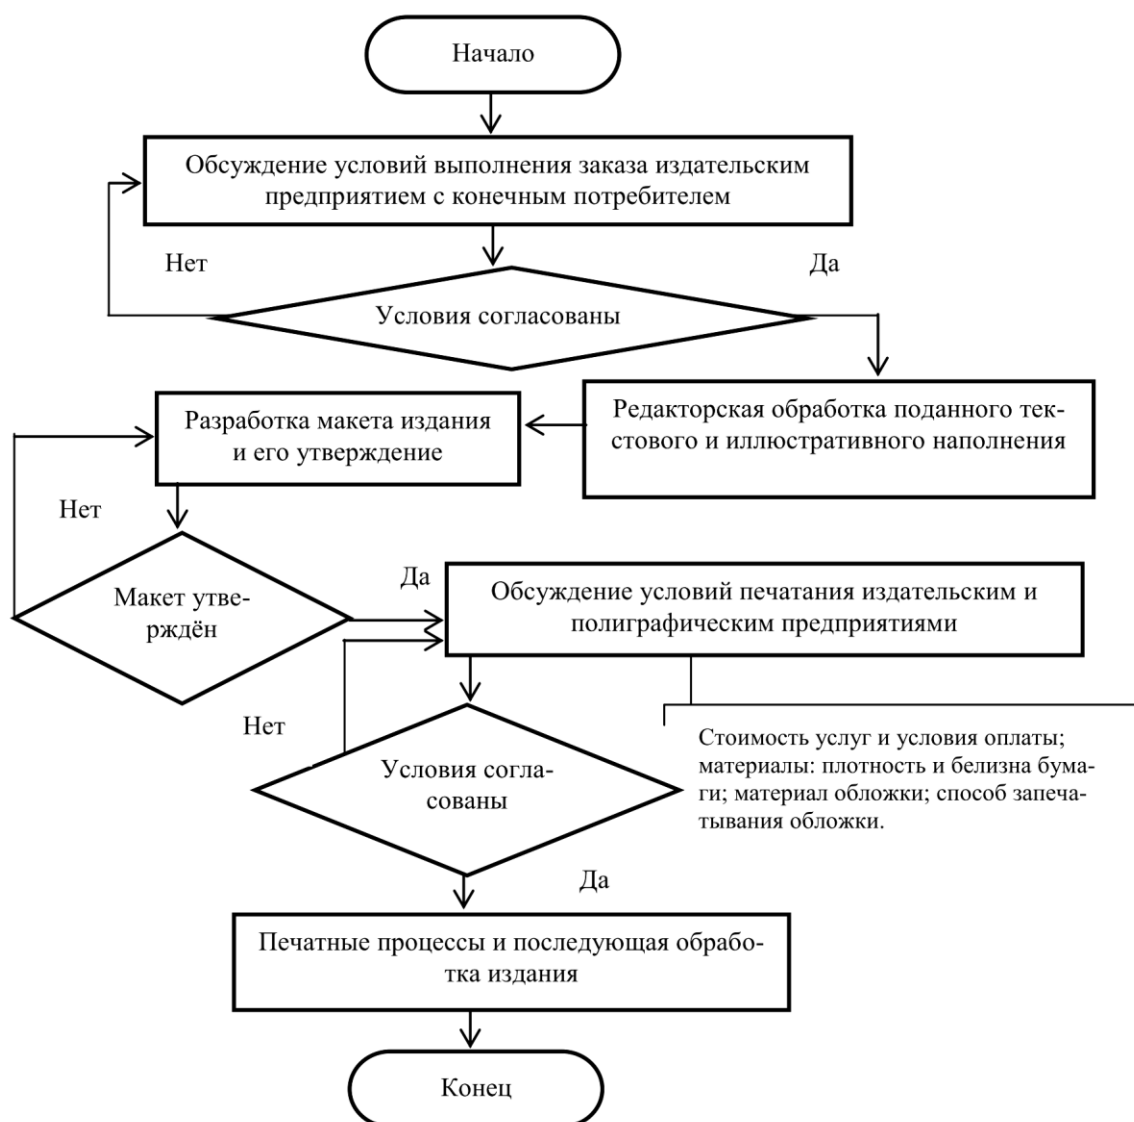 Начало
Обсуждение условий выполнения заказа издательским
предприятием с конечным потребителем
Нет
Да
Условия согласованы
Разработка макета издания
и его утверждение
Редакторская обработка поданного тек-
стового и иллюстративного наполнения
Нет
Макет утве-
рждён
Да
Обсуждение условий печатания издательским и
полиграфическим предприятиями
Нет
Условия согла-
сованы
Стоимость услуг и условия оплаты;
материалы: плотность и белизна бума-
ги; материал обложки; способ запеча-
тывания обложки.
Да
Печатные процессы и последующая обрабо-
тка издания
Конец